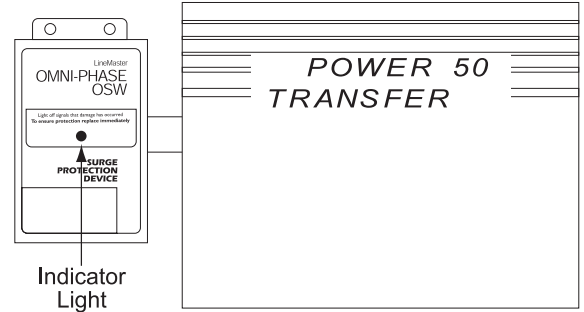 LineMaster
OMNI-PHASE
OSW
Light off signals that damage has occurred
To ensure protection replace immediately
SURGE
PROTECTION
DEVICE
Indicator
Light
POWER 50
TRANSFER